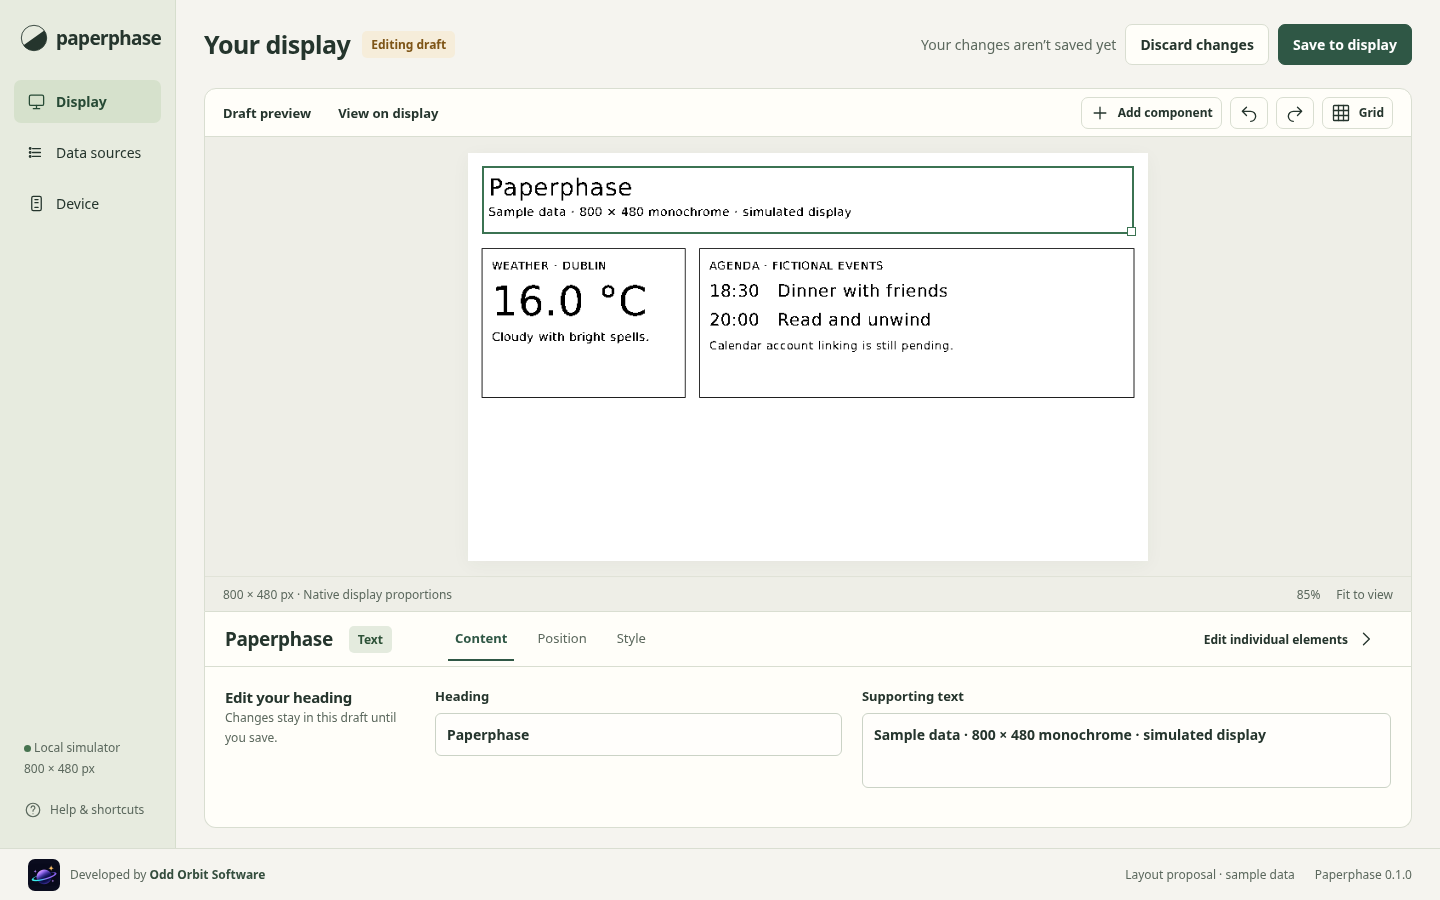 paperphase
Display
Data sources
Device
Local simulator
800 × 480 px
Help & shortcuts
Your display
Editing draft
Your changes aren’t saved yet
Discard changes
Save to display
Draft preview
View on display
Add component
Grid
Paperphase
Sample data · 800 × 480 monochrome · simulated display
WEATHER · DUBLIN
16.0 °C
Cloudy with bright spells.
AGENDA · FICTIONAL EVENTS
18:30 Dinner with friends
20:00 Read and unwind
Calendar account linking is still pending.
800 × 480 px · Native display proportions
85%
Fit to view
Paperphase
Text
Content
Position
Style
Edit individual elements
Edit your heading
Changes stay in this draft until
you save.
Heading
Paperphase
Supporting text
Sample data · 800 × 480 monochrome · simulated display
Developed by Odd Orbit Software
Layout proposal · sample data
Paperphase 0.1.0